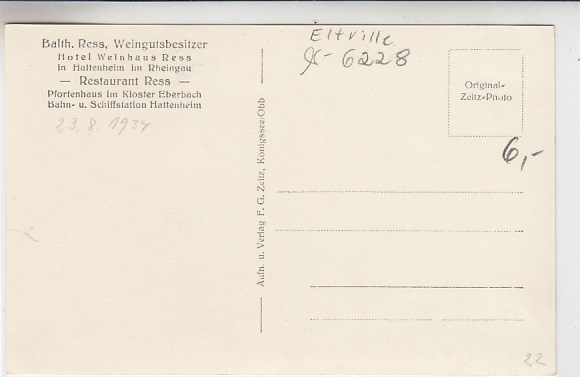 Balth. Ress, Weingutsbesitzer
Hotel Weinhaus Ress
in Hattenheim im Rheingau
— Restaurant Ress —
Pfortenhaus im Kloster Eberbach
Bahn- u. Schiffstation Hattenheim
23. 8. 1934
Eltville
6228
Original-
Zeitz-Photo
6,-
Aufn. u. Verlag F. G. Zeitz, Königssee/Obb
22